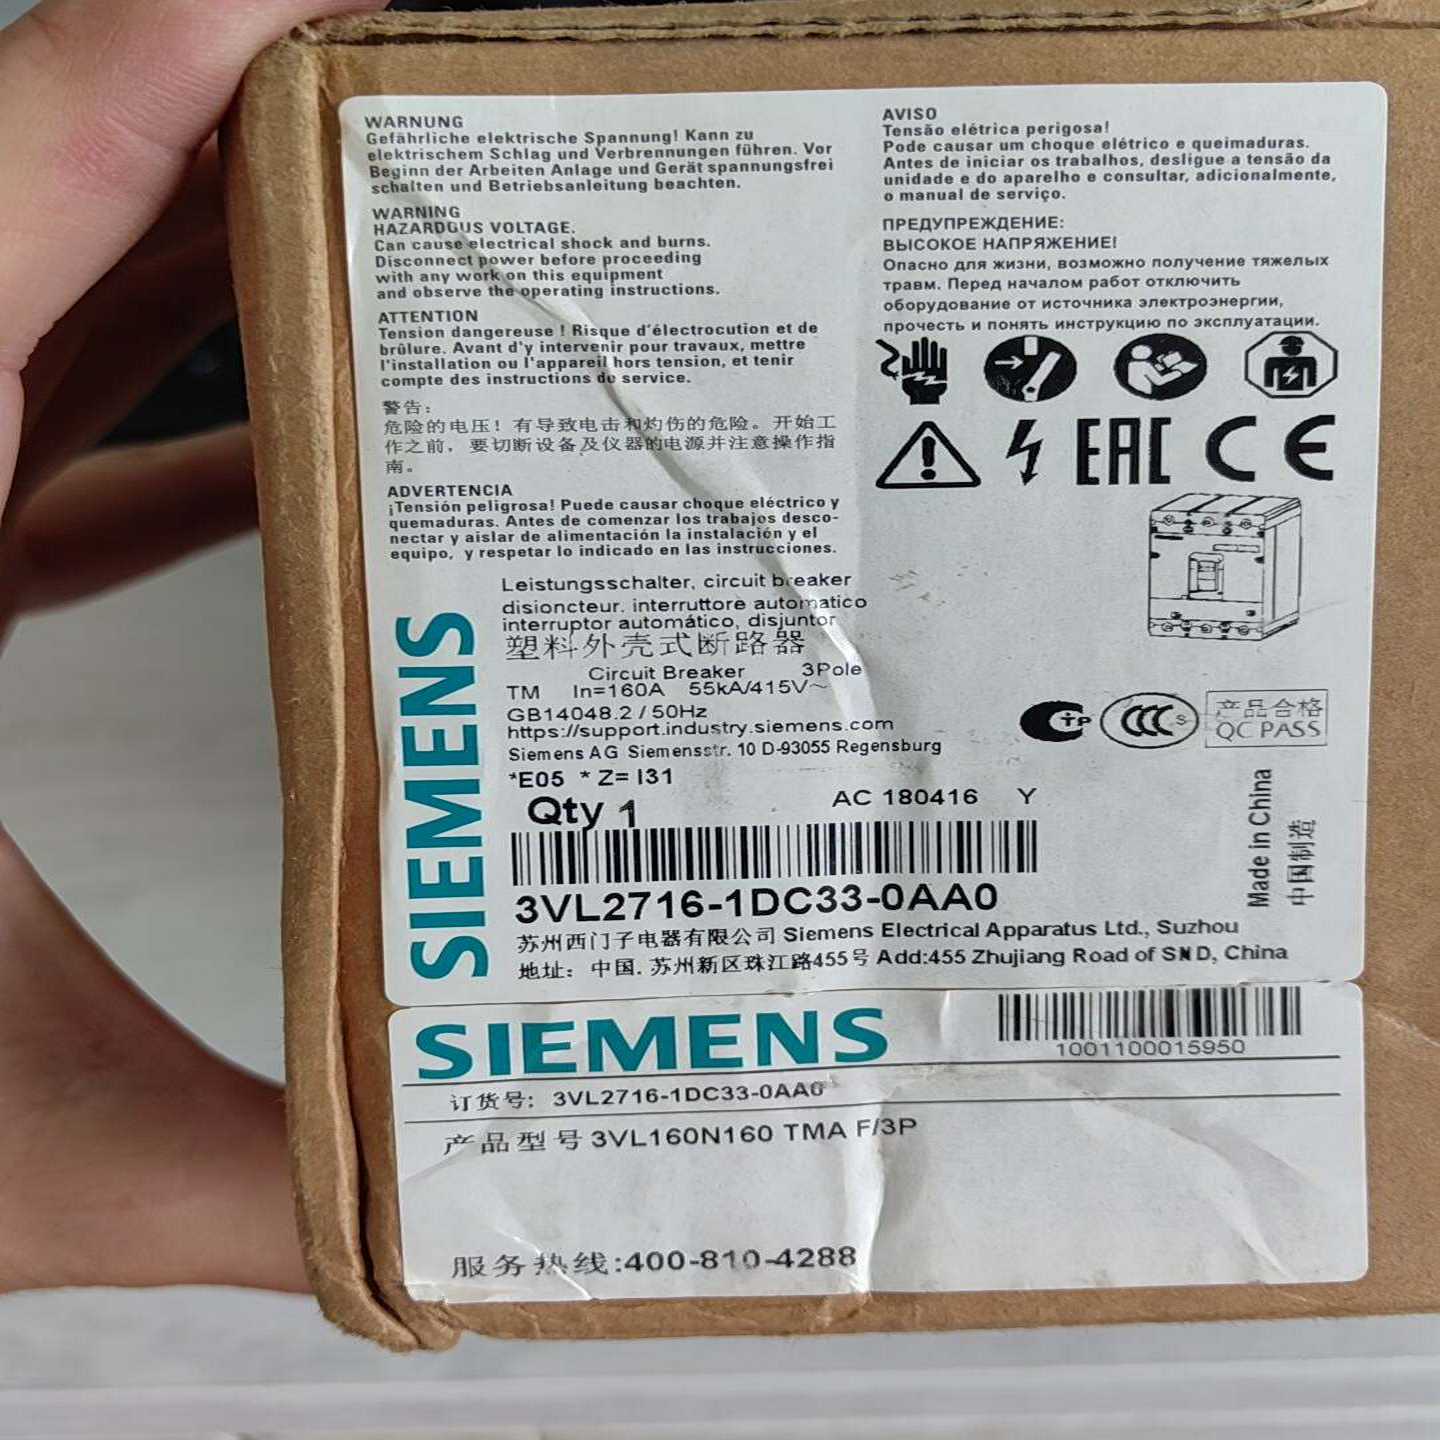 WARNUNG
Gefährliche elektrische Spannung! Kann zu
elektrischem Schlag und Verbrennungen führen. Vor
Beginn der Arbeiten Anlage und Gerät spannungsfrei
schalten und Betriebsanleitung beachten.
WARNING
HAZARDOUS VOLTAGE.
Can cause electrical shock and burns.
Disconnect power before proceeding
with any work on this equipment
and observe the operating instructions.
ATTENTION
Tension dangereuse ! Risque d'électrocution et de
brûlure. Avant d'y intervenir pour travaux, mettre
l'installation ou l'appareil hors tension, et tenir
compte des instructions de service.
警告：
危险的电压！有导致电击和灼伤的危险。开始工
作之前，要切断设备及仪器的电源并注意操作指
南。
ADVERTENCIA
¡Tensión peligrosa! Puede causar choque eléctrico y
quemaduras. Antes de comenzar los trabajos desco-
nectar y aislar de alimentación la instalación y el
equipo, y respetar lo indicado en las instrucciones.
AVISO
Tensão elétrica perigosa!
Pode causar um choque elétrico e queimaduras.
Antes de iniciar os trabalhos, desligue a tensão da
unidade e do aparelho e consultar, adicionalmente,
o manual de serviço.
ПРЕДУПРЕЖДЕНИЕ:
ВЫСОКОЕ НАПРЯЖЕНИЕ!
Опасно для жизни, возможно получение тяжелых
травм. Перед началом работ отключить
оборудование от источника электроэнергии,
прочесть и понять инструкцию по эксплуатации.
EAC CE
SIEMENS
Leistungsschalter, circuit breaker
disioncteur. interruttore automatico
interruptor automático, disjuntor
塑料外壳式断路器
Circuit Breaker 3Pole
TM In=160A 55kA/415V~
GB14048.2 / 50Hz
https://support.industry.siemens.com
Siemens AG Siemensstr. 10 D-93055 Regensburg
*E05 * Z= I31
CCC S
产品合格
QC PASS
Qty 1 AC 180416 Y
3VL2716-1DC33-0AA0
Made in China
中国制造
苏州西门子电器有限公司 Siemens Electrical Apparatus Ltd., Suzhou
地址：中国. 苏州新区珠江路455号 Add:455 Zhujiang Road of SND, China
SIEMENS
1001100015950
订货号: 3VL2716-1DC33-0AA0
产品型号 3VL160N160 TMA F/3P
服务热线:400-810-4288